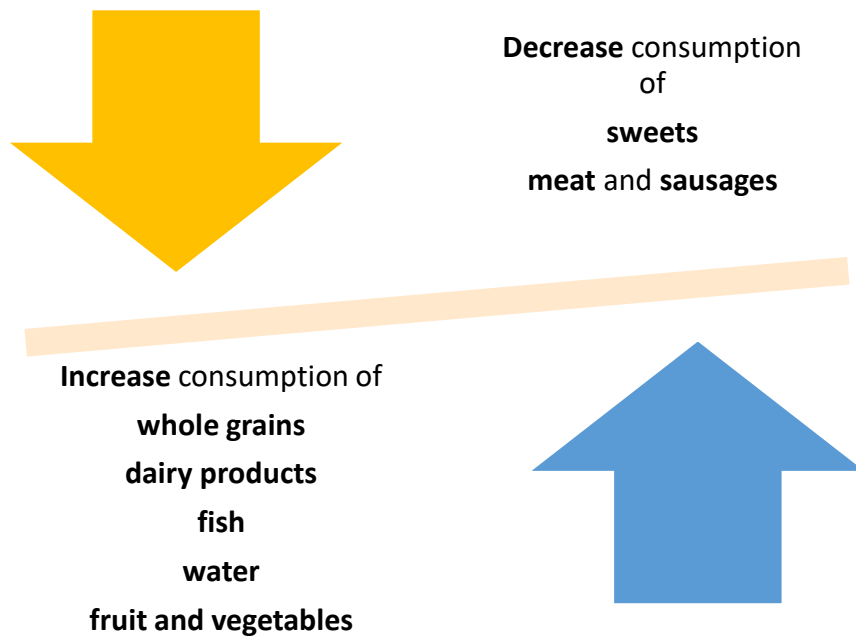 Decrease consumption
of
sweets
meat and sausages
Increase consumption of
whole grains
dairy products
fish
water
fruit and vegetables